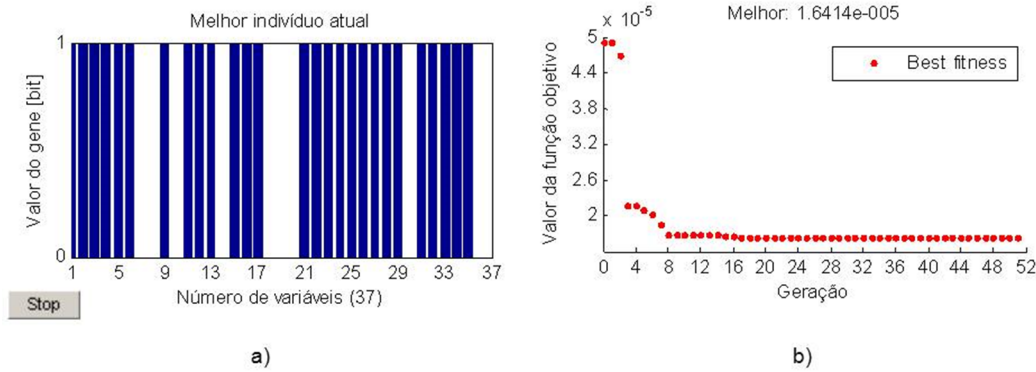 Melhor indivíduo atual
Valor do gene [bit]
1
0
1 5 9 13 17 21 25 29 33 37
Número de variáveis (37)
Stop
a)
x 10^-5
Melhor: 1.6414e-005
Best fitness
Valor da função objetivo
5
4.4
3.8
3.2
2.6
2
0 4 8 12 16 20 24 28 32 36 40 44 48 52
Geração
b)